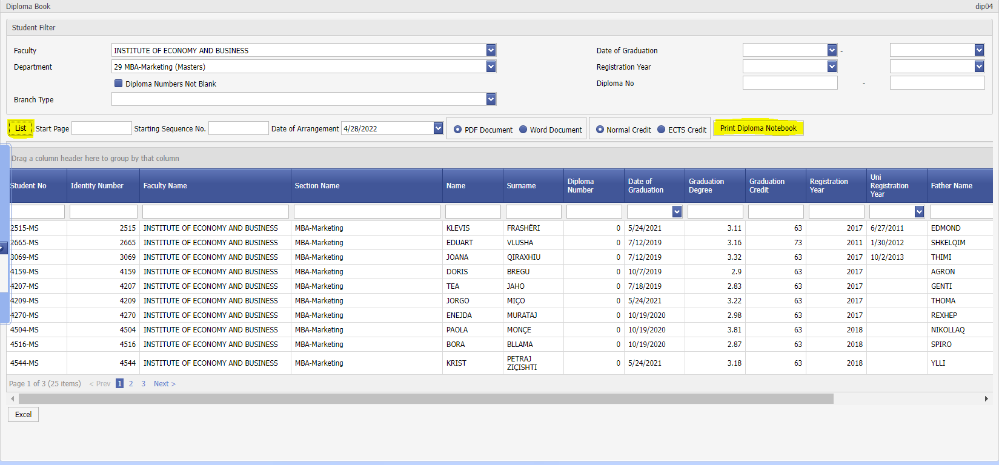 Diploma Book dip04
Student Filter
Faculty INSTITUTE OF ECONOMY AND BUSINESS Date of Graduation -
Department 29 MBA-Marketing (Masters) Registration Year
Diploma Numbers Not Blank Diploma No -
Branch Type
List Start Page Starting Sequence No. Date of Arrangement 4/28/2022 PDF Document Word Document Normal Credit ECTS Credit Print Diploma Notebook
Drag a column header here to group by that column
Student No Identity Number Faculty Name Section Name Name Surname Diploma Number Date of Graduation Graduation Degree Graduation Credit Registration Year Uni Registration Year Father Name
2515-MS 2515 INSTITUTE OF ECONOMY AND BUSINESS MBA-Marketing KLEVIS FRASHËRI 0 5/24/2021 3.11 63 2017 6/27/2011 EDMOND
2665-MS 2665 INSTITUTE OF ECONOMY AND BUSINESS MBA-Marketing EDUART VLUSHA 0 7/12/2019 3.16 73 2011 1/30/2012 SHKELQIM
3069-MS 3069 INSTITUTE OF ECONOMY AND BUSINESS MBA-Marketing JOANA QIRAXHIU 0 7/12/2019 3.32 63 2017 10/2/2013 THIMI
4159-MS 4159 INSTITUTE OF ECONOMY AND BUSINESS MBA-Marketing DORIS BREGU 0 10/7/2019 2.9 63 2017 AGRON
4207-MS 4207 INSTITUTE OF ECONOMY AND BUSINESS MBA-Marketing TEA JAHO 0 7/18/2019 2.83 63 2017 GENTI
4209-MS 4209 INSTITUTE OF ECONOMY AND BUSINESS MBA-Marketing JORGO MIÇO 0 5/24/2021 3.22 63 2017 THOMA
4270-MS 4270 INSTITUTE OF ECONOMY AND BUSINESS MBA-Marketing ENEJDA MURATAJ 0 10/19/2020 2.98 63 2017 REXHEP
4504-MS 4504 INSTITUTE OF ECONOMY AND BUSINESS MBA-Marketing PAOLA MONÇE 0 10/19/2020 3.81 63 2018 NIKOLLAQ
4516-MS 4516 INSTITUTE OF ECONOMY AND BUSINESS MBA-Marketing BORA BLLAMA 0 10/19/2020 2.87 63 2018 SPIRO
4544-MS 4544 INSTITUTE OF ECONOMY AND BUSINESS MBA-Marketing KRIST PETRAJ ZIÇISHTI 0 5/24/2021 3.18 63 2018 YLLI
Page 1 of 3 (25 items) < Prev 1 2 3 Next >
Excel